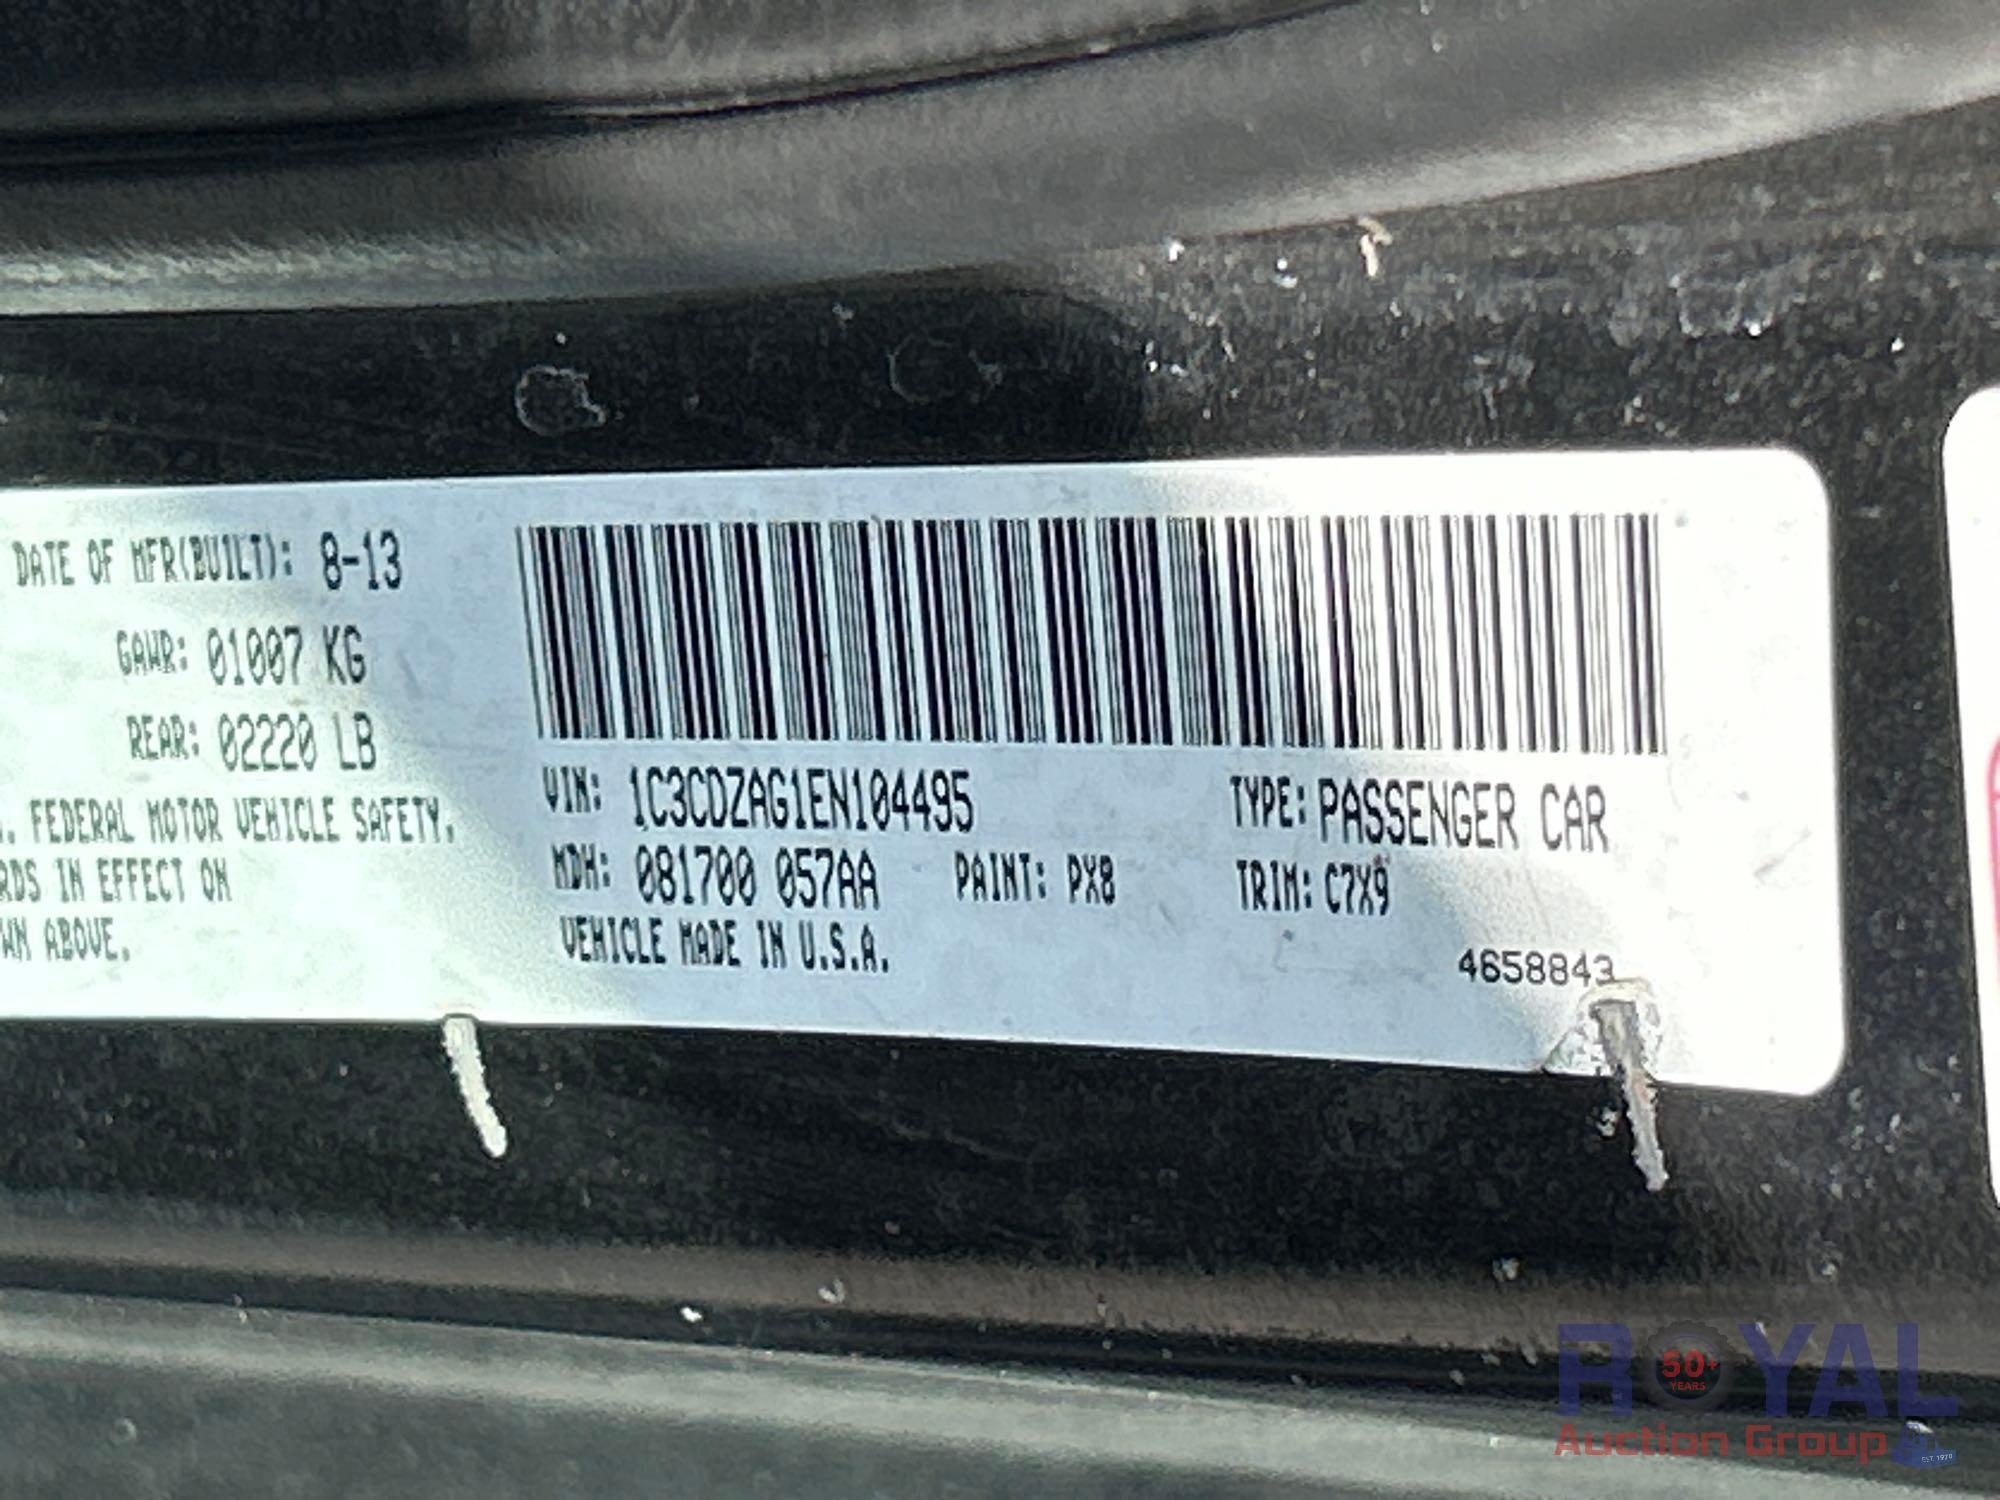 DATE OF MFR(BUILT): 8-13
GAWR: 01007 KG
REAR: 02220 LB
. FEDERAL MOTOR VEHICLE SAFETY.
RDS IN EFFECT ON
WN ABOVE.
VIN: 1C3CDZAG1EN104495
TYPE: PASSENGER CAR
MDH: 081700 057AA
PAINT: PX8
TRIM: C7X9
VEHICLE MADE IN U.S.A.
4658843
ROYAL
50+
YEARS
Auction Group
EST. 1970